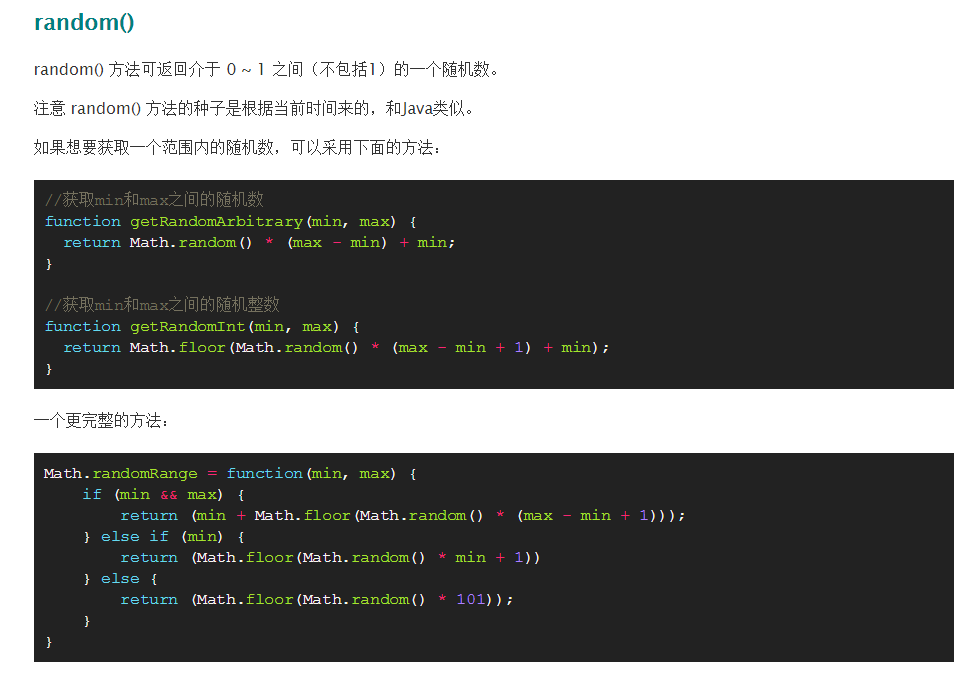 random()
random() 方法可返回介于 0 ~ 1 之间（不包括1）的一个随机数。
注意 random() 方法的种子是根据当前时间来的，和Java类似。
如果想要获取一个范围内的随机数，可以采用下面的方法：
//获取min和max之间的随机数
function getRandomArbitrary(min, max) {
  return Math.random() * (max - min) + min;
}
//获取min和max之间的随机整数
function getRandomInt(min, max) {
  return Math.floor(Math.random() * (max - min + 1) + min);
}
一个更完整的方法：
Math.randomRange = function(min, max) {
    if (min && max) {
        return (min + Math.floor(Math.random() * (max - min + 1)));
    } else if (min) {
        return (Math.floor(Math.random() * min + 1))
    } else {
        return (Math.floor(Math.random() * 101));
    }
}